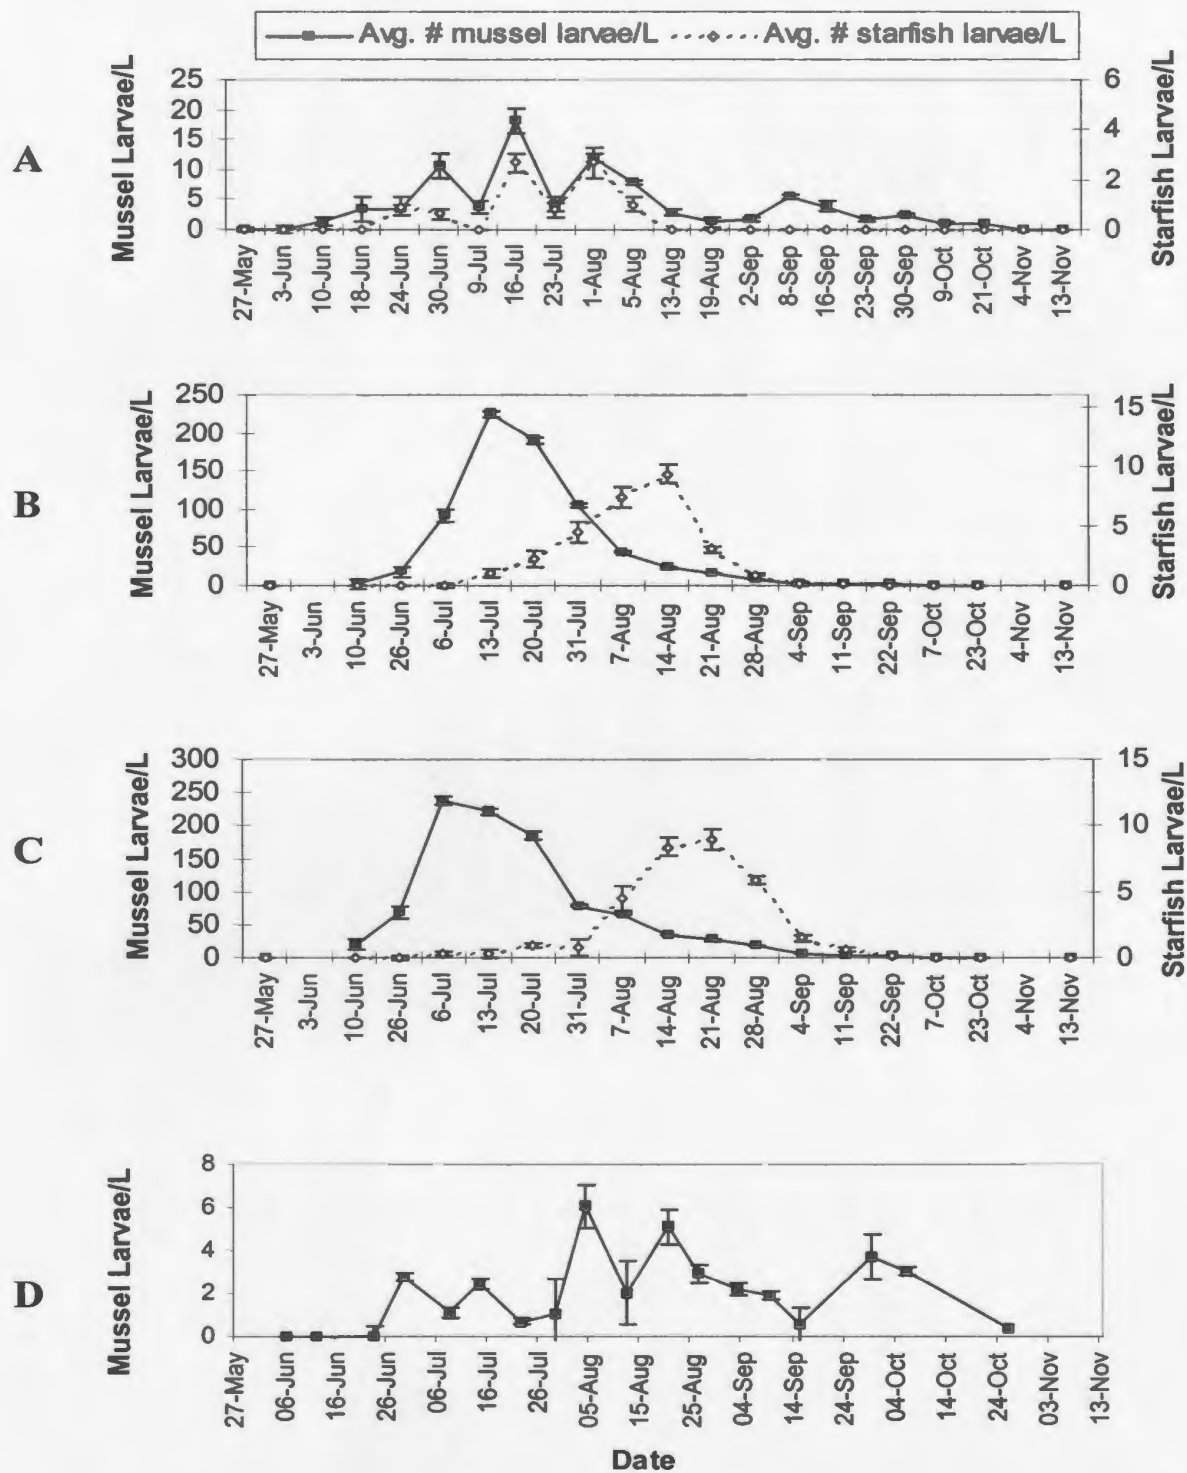 Avg. # mussel larvae/L Avg. # starfish larvae/L
A
Mussel Larvae/L
25
20
15
10
5
0
6
4
2
0
Starfish Larvae/L
27-May 3-Jun 10-Jun 18-Jun 24-Jun 30-Jun 9-Jul 16-Jul 23-Jul 1-Aug 5-Aug 13-Aug 19-Aug 2-Sep 8-Sep 16-Sep 23-Sep 30-Sep 9-Oct 21-Oct 4-Nov 13-Nov
B
Mussel Larvae/L
250
200
150
100
50
0
15
10
5
0
Starfish Larvae/L
27-May 3-Jun 10-Jun 26-Jun 6-Jul 13-Jul 20-Jul 31-Jul 7-Aug 14-Aug 21-Aug 28-Aug 4-Sep 11-Sep 22-Sep 7-Oct 23-Oct 4-Nov 13-Nov
C
Mussel Larvae/L
300
250
200
150
100
50
0
15
10
5
0
Starfish Larvae/L
27-May 3-Jun 10-Jun 26-Jun 6-Jul 13-Jul 20-Jul 31-Jul 7-Aug 14-Aug 21-Aug 28-Aug 4-Sep 11-Sep 22-Sep 7-Oct 23-Oct 4-Nov 13-Nov
D
Mussel Larvae/L
8
6
4
2
0
27-May 06-Jun 16-Jun 26-Jun 06-Jul 16-Jul 26-Jul 05-Aug 15-Aug 25-Aug 04-Sep 14-Sep 24-Sep 04-Oct 14-Oct 24-Oct 03-Nov 13-Nov
Date